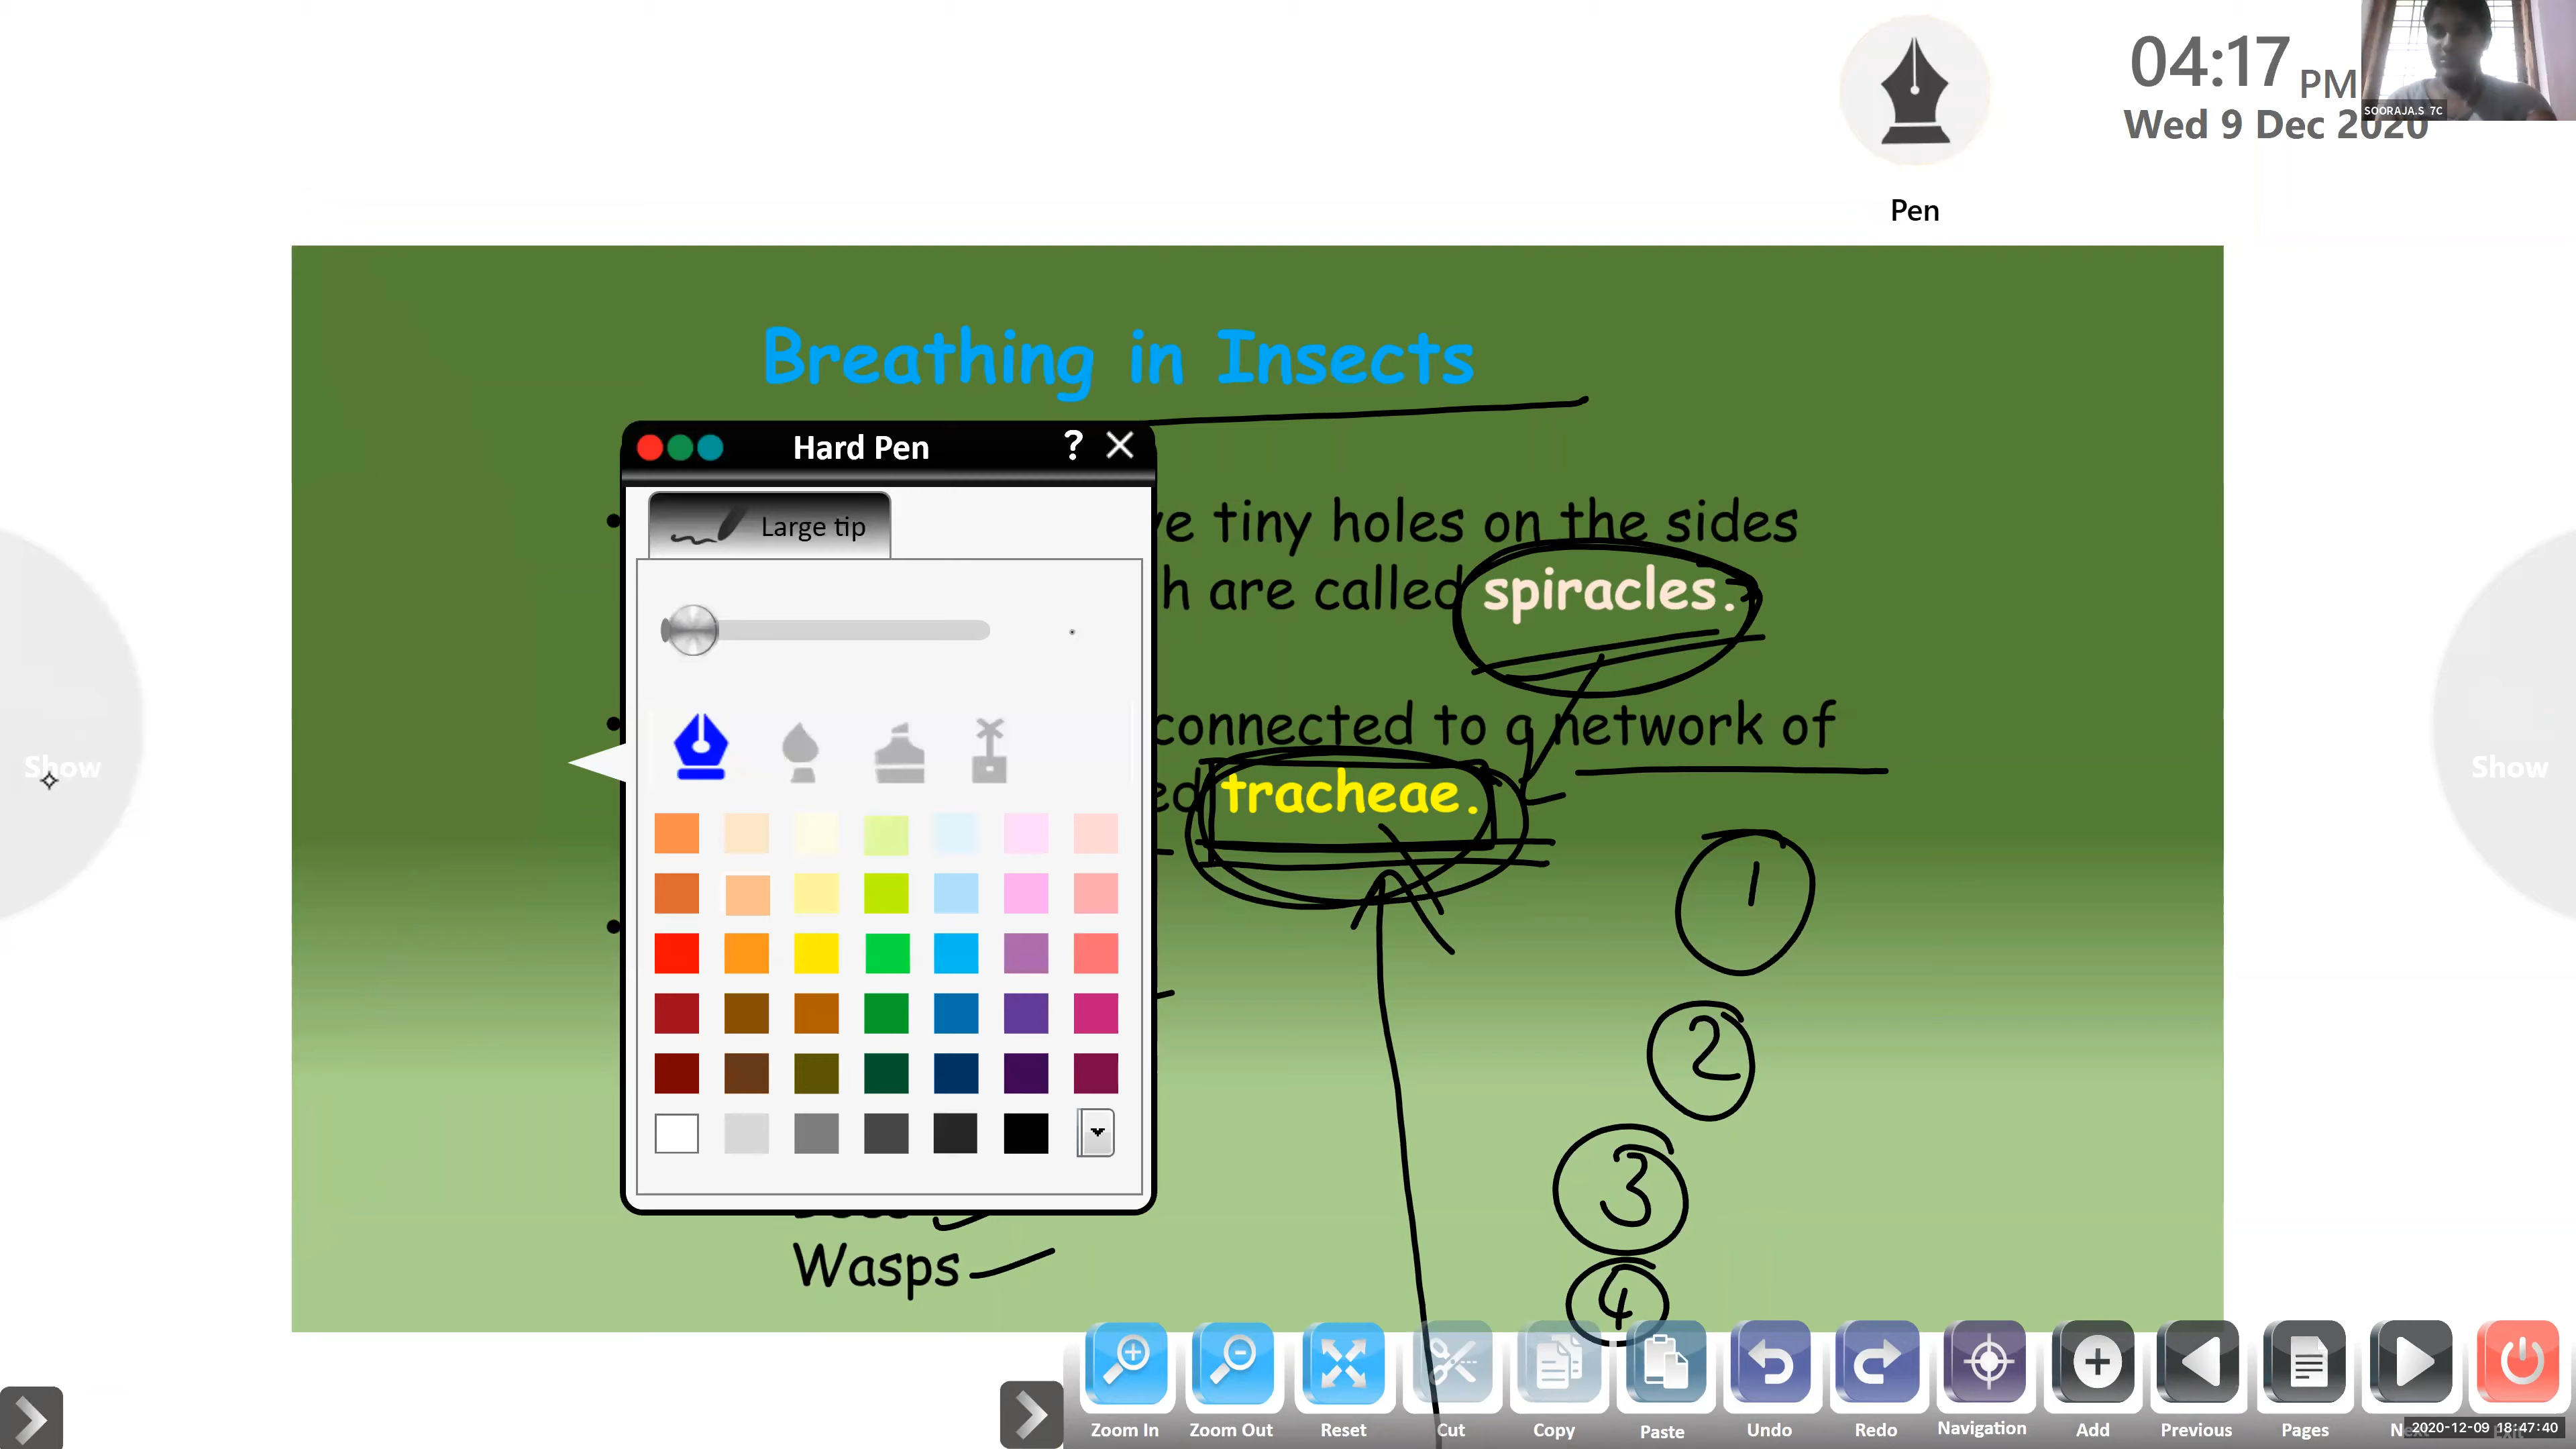 04:17 PM
SOORAJA.S 7C
Wed 9 Dec 2020
Pen
Breathing in Insects
Hard Pen ?
Large tip
ve tiny holes on the sides
h are called spiracles.
connected to a network of
ed tracheae.
Show
Show
1
2
3
Wasps
4
Zoom In Zoom Out Reset Cut Copy Paste Undo Redo Navigation Add Previous Pages
2020-12-09 18:47:40